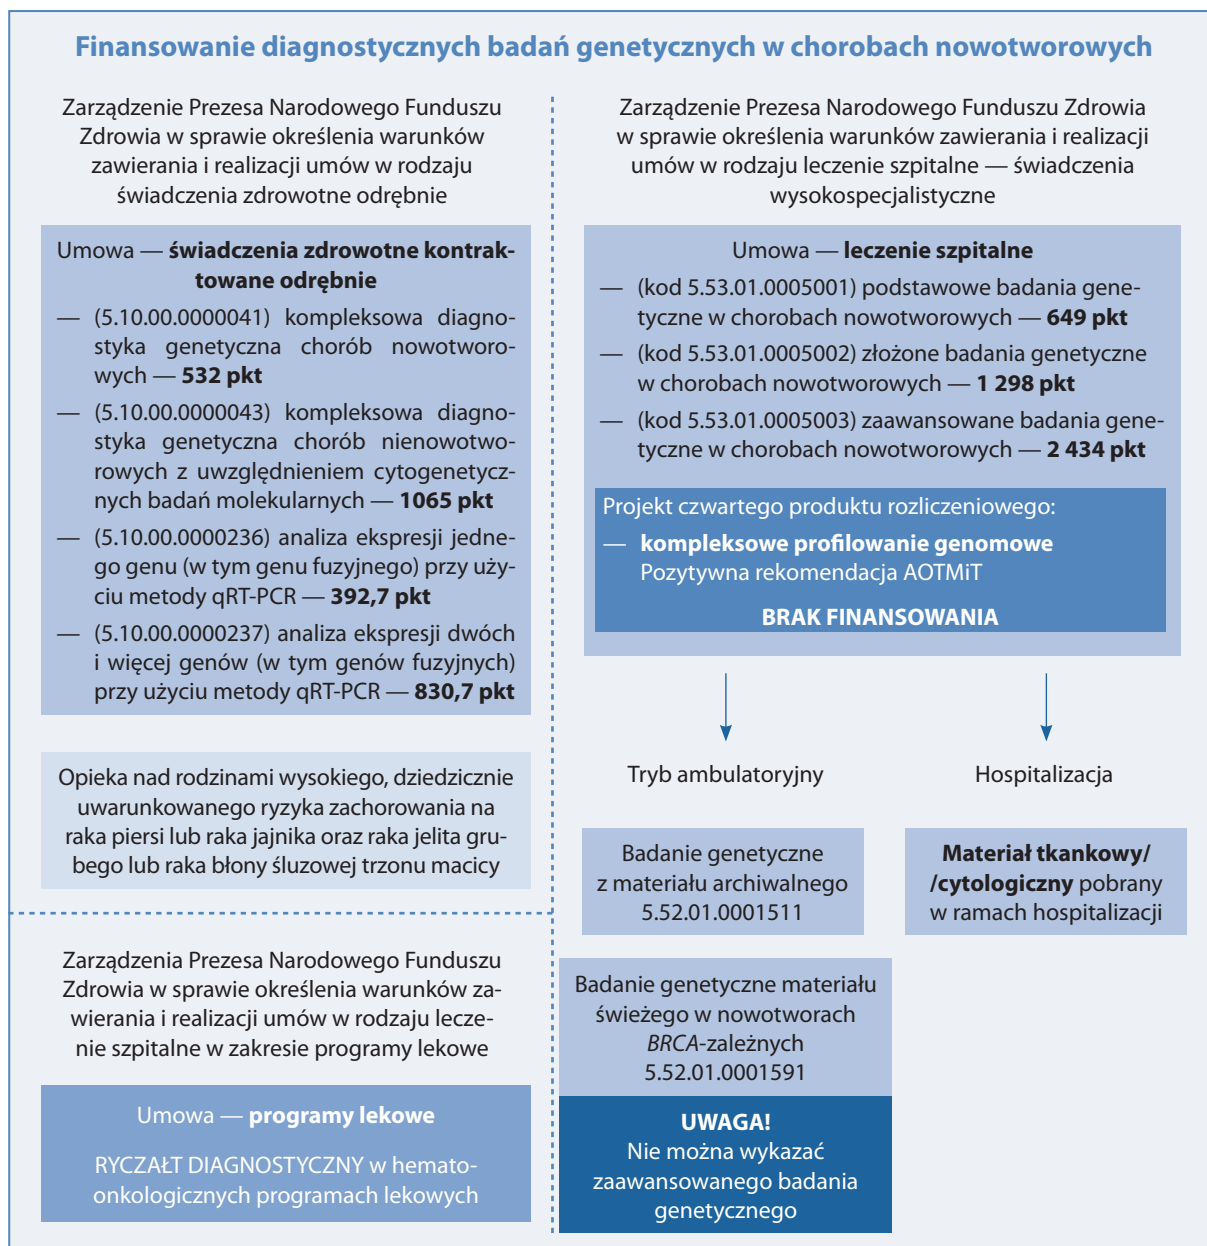 Finansowanie diagnostycznych badań genetycznych w chorobach nowotworowych
Zarządzenie Prezesa Narodowego Funduszu
Zdrowia w sprawie określenia warunków
zawierania i realizacji umów w rodzaju
świadczenia zdrowotne odrębnie
Umowa — świadczenia zdrowotne kontrak-
towane odrębnie
— (5.10.00.0000041) kompleksowa diagno-
styka genetyczna chorób nowotworo-
wych — 532 pkt
— (5.10.00.0000043) kompleksowa diagno-
styka genetyczna chorób nienowotwo-
rowych z uwzględnieniem cytogenetycz-
nych badań molekularnych — 1065 pkt
— (5.10.00.0000236) analiza ekspresji jedne-
go genu (w tym genu fuzyjnego) przy uży-
ciu metody qRT-PCR — 392,7 pkt
— (5.10.00.0000237) analiza ekspresji dwóch
i więcej genów (w tym genów fuzyjnych)
przy użyciu metody qRT-PCR — 830,7 pkt
Opieka nad rodzinami wysokiego, dziedzicznie
uwarunkowanego ryzyka zachorowania na
raka piersi lub raka jajnika oraz raka jelita gru-
bego lub raka błony śluzowej trzonu macicy
Zarządzenia Prezesa Narodowego Funduszu
Zdrowia w sprawie określenia warunków za-
wierania i realizacji umów w rodzaju lecze-
nie szpitalne w zakresie programy lekowe
Umowa — programy lekowe
RYCZAŁT DIAGNOSTYCZNY w hemato-
onkologicznych programach lekowych
Zarządzenie Prezesa Narodowego Funduszu Zdrowia
w sprawie określenia warunków zawierania i realizacji
umów w rodzaju leczenie szpitalne — świadczenia
wysokospecjalistyczne
Umowa — leczenie szpitalne
— (kod 5.53.01.0005001) podstawowe badania gene-
tyczne w chorobach nowotworowych — 649 pkt
— (kod 5.53.01.0005002) złożone badania genetyczne
w chorobach nowotworowych — 1 298 pkt
— (kod 5.53.01.0005003) zaawansowane badania gene-
tyczne w chorobach nowotworowych — 2 434 pkt
Projekt czwartego produktu rozliczeniowego:
— kompleksowe profilowanie genomowe
Pozytywna rekomendacja AOTMiT
BRAK FINANSOWANIA
Tryb ambulatoryjny
Badanie genetyczne
z materiału archiwalnego
5.52.01.0001511
Badanie genetyczne materiału
świeżego w nowotworach
BRCA-zależnych
5.52.01.0001591
UWAGA!
Nie można wykazać
zaawansowanego badania
genetycznego
Hospitalizacja
Materiał tkankowy/
/cytologiczny pobrany
w ramach hospitalizacji